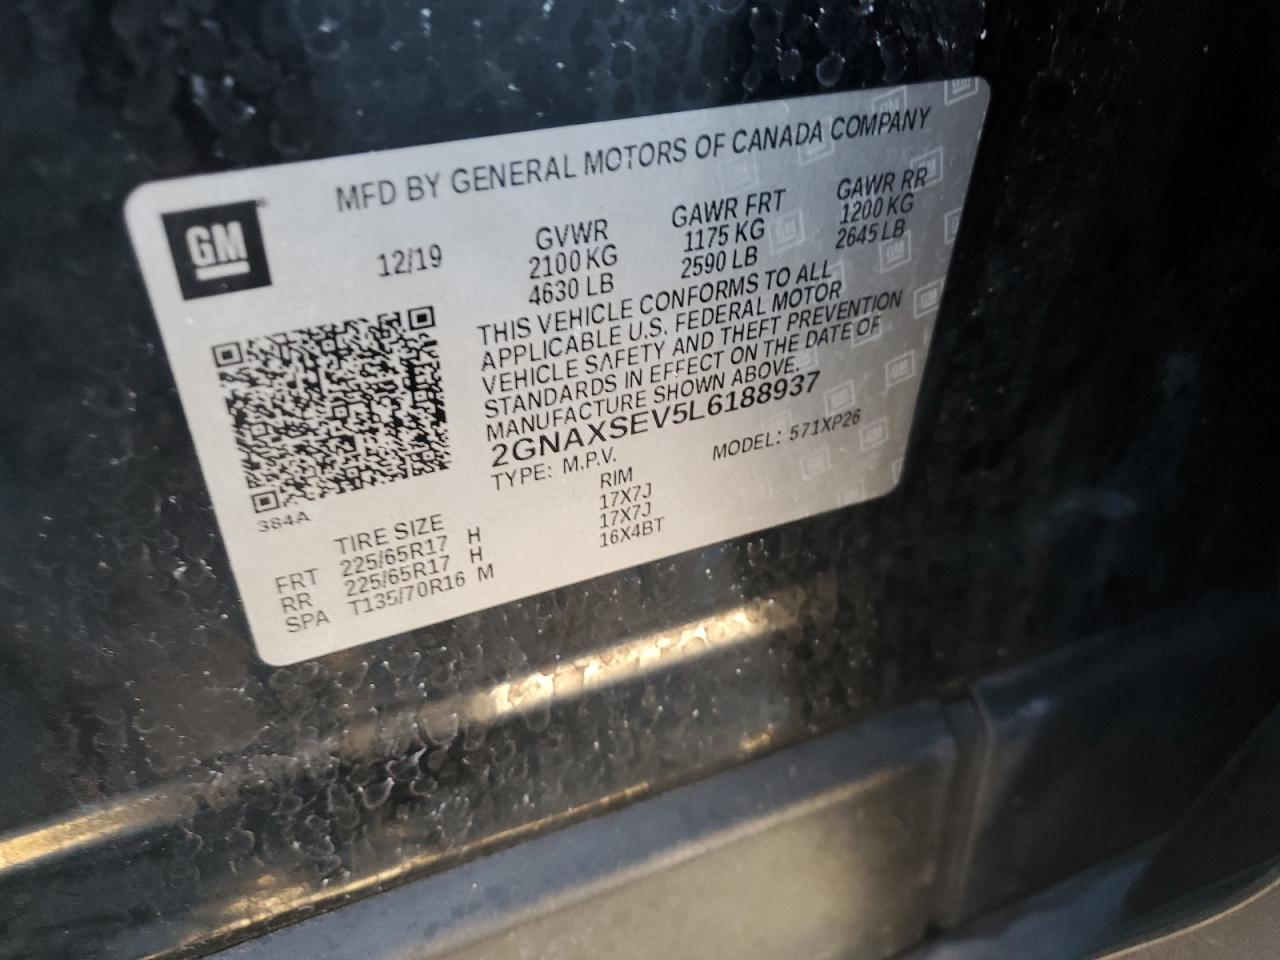 MFD BY GENERAL MOTORS OF CANADA COMPANY
GM
12/19
GVWR
2100 KG
4630 LB
GAWR FRT
1175 KG
2590 LB
GAWR RR
1200 KG
2645 LB
THIS VEHICLE CONFORMS TO ALL
APPLICABLE U.S. FEDERAL MOTOR
VEHICLE SAFETY AND THEFT PREVENTION
STANDARDS IN EFFECT ON THE DATE OF
MANUFACTURE SHOWN ABOVE.
2GNAXSEV5L6188937
TYPE: M.P.V.
MODEL: 571XP26
384A
TIRE SIZE
RIM
FRT 225/65R17 H 17X7J
RR 225/65R17 H 17X7J
SPA T135/70R16 M 16X4BT